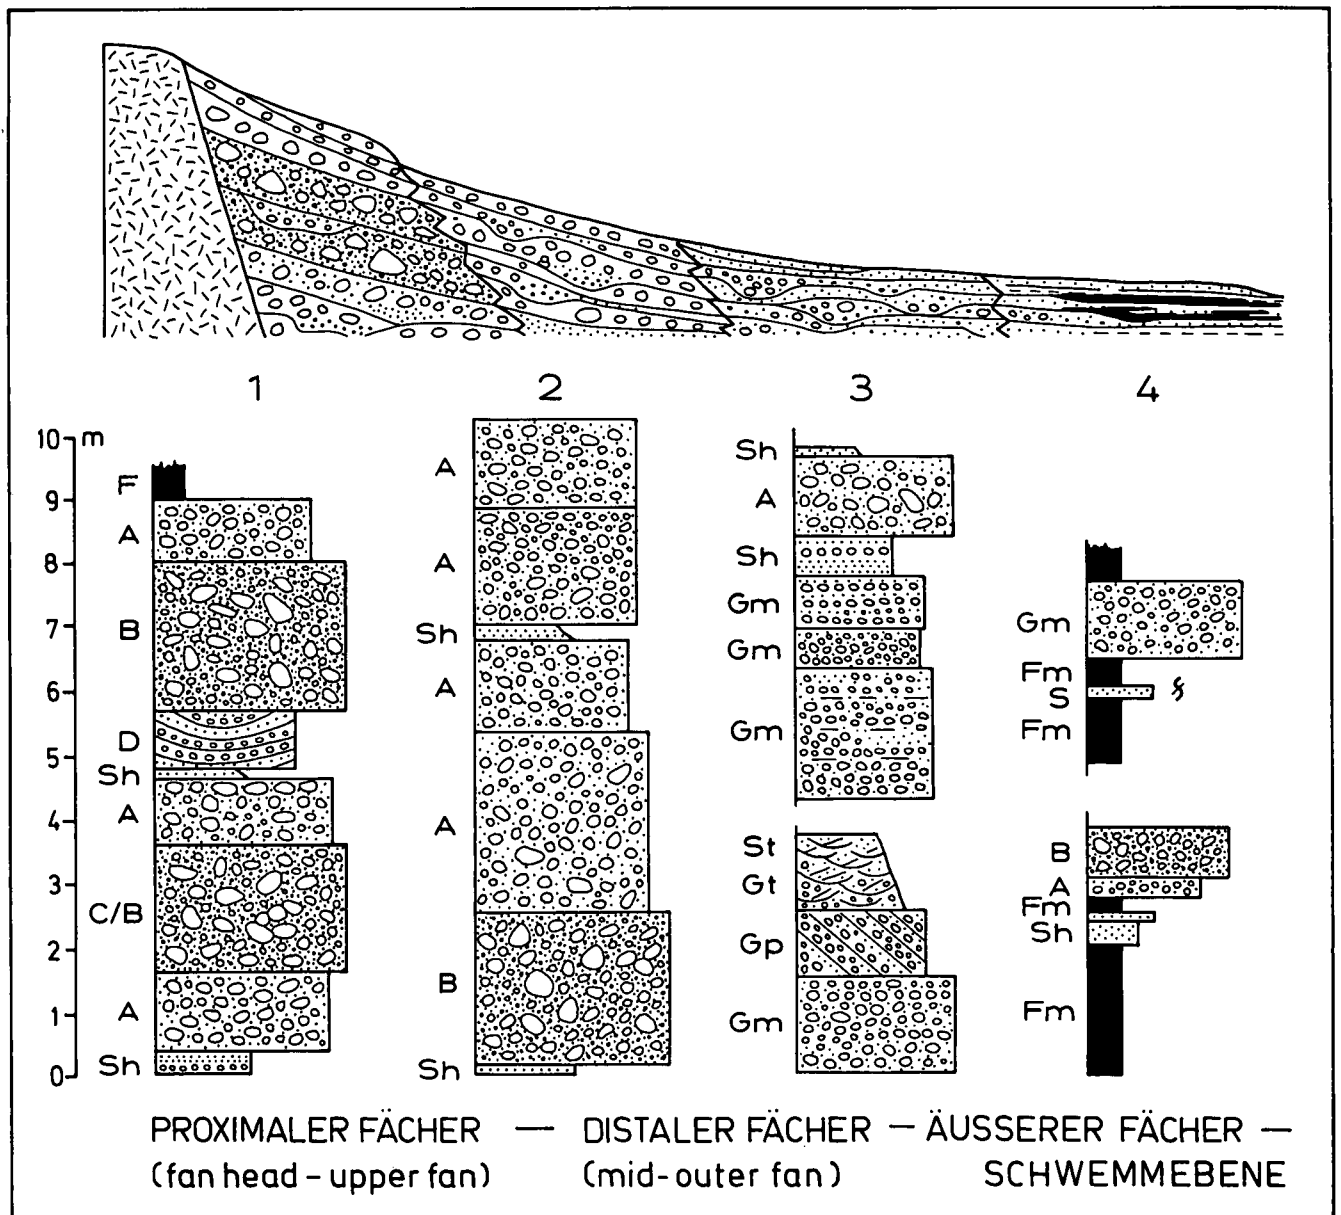 1 2 3 4
10 m
9
8
7
6
5
4
3
2
1
0
F
A
B
D
Sh
A
C/B
A
Sh
A
A
Sh
A
A
B
Sh
Sh
A
Sh
Gm
Gm
Gm
St
Gt
Gp
Gm
Gm
Fm
S
Fm
B
A
Fm
Sh
Fm
PROXIMALER FÄCHER — DISTALER FÄCHER — ÄUSSERER FÄCHER —
(fan head – upper fan) (mid-outer fan) SCHWEMMEBENE